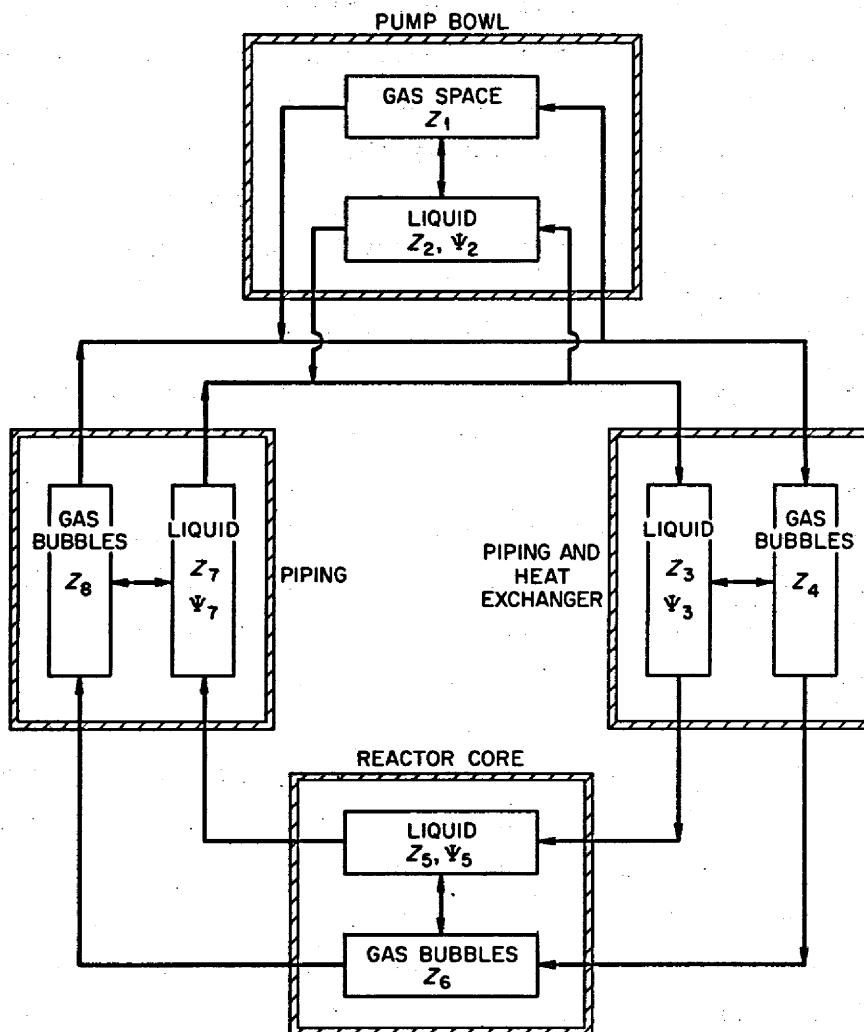 PUMP BOWL
GAS SPACE
Z1
LIQUID
Z2, Ψ2
GAS
BUBBLES
Z8
LIQUID
Z7
Ψ7
PIPING
PIPING AND
HEAT
EXCHANGER
LIQUID
Z3
Ψ3
GAS
BUBBLES
Z4
REACTOR CORE
LIQUID
Z5, Ψ5
GAS BUBBLES
Z6